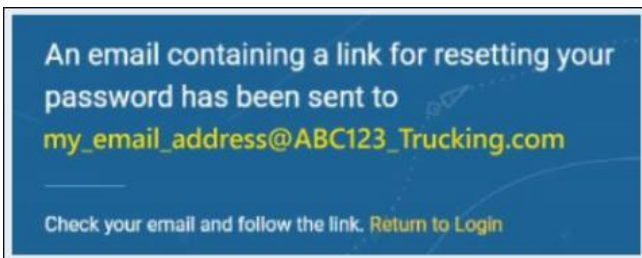 An email containing a link for resetting your
password has been sent to
my_email_address@ABC123_Trucking.com
Check your email and follow the link. Return to Login